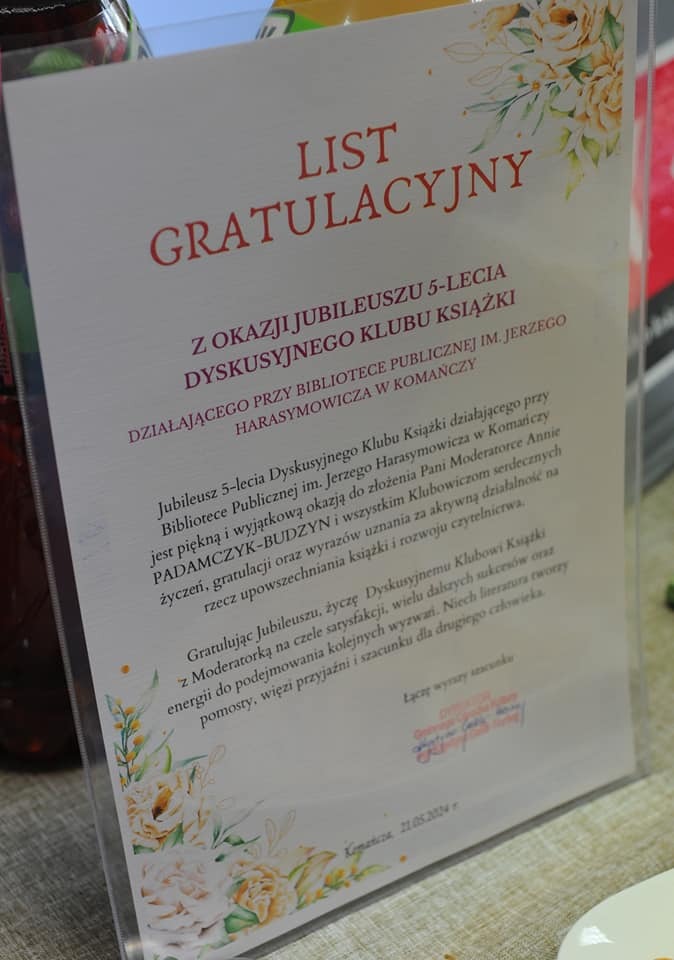 LIST
GRATULACYJNY
Z OKAZJI JUBILEUSZU 5-LECIA
DYSKUSYJNEGO KLUBU KSIĄŻKI
DZIAŁAJĄCEGO PRZY BIBLIOTECE PUBLICZNEJ IM. JERZEGO
HARASYMOWICZA W KOMAŃCZY
Jubileusz 5-lecia Dyskusyjnego Klubu Książki działającego przy
Bibliotece Publicznej im. Jerzego Harasymowicza w Komańczy
jest piękną i wyjątkową okazją do złożenia Pani Moderatorce Annie
PADAMCZYK-BUDZYN i wszystkim Klubowiczom serdecznych
życzeń, gratulacji oraz wyrazów uznania za aktywną działalność na
rzecz upowszechniania książki i rozwoju czytelnictwa.
Gratulując Jubileuszu, życzę Dyskusyjnemu Klubowi Książki
z Moderatorką na czele satysfakcji, wielu dalszych sukcesów oraz
energii do podejmowania kolejnych wyzwań. Niech literatura tworzy
pomosty, więzi przyjaźni i szacunku dla drugiego człowieka.
Łączę wyrazy szacunku
DYREKTOR
Gminnego Ośrodka Kultury
Komańcza, 21.05.2024 r.